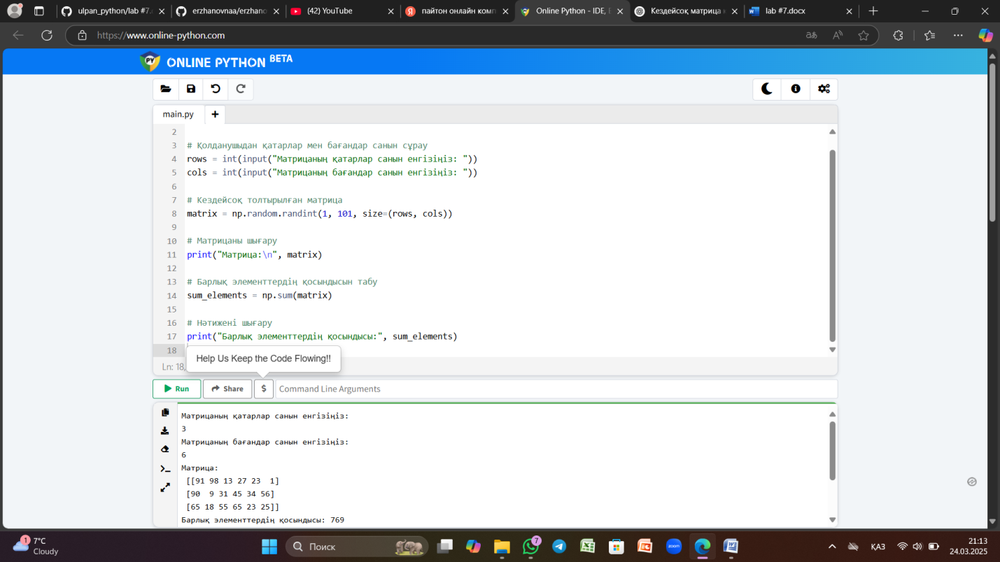 ulpan_python/lab #7.
erzhanovnaa/erzhano
(42) YouTube
пайтон онлайн комп
Online Python - IDE, E
Кездейсоқ матрица к
lab #7.docx
https://www.online-python.com
ONLINE PYTHON BETA
main.py
2
3 # Қолданушыдан қатарлар мен бағандар санын сұрау
4 rows = int(input("Матрицаның қатарлар санын енгізіңіз: "))
5 cols = int(input("Матрицаның бағандар санын енгізіңіз: "))
6
7 # Кездейсоқ толтырылған матрица
8 matrix = np.random.randint(1, 101, size=(rows, cols))
9
10 # Матрицаны шығару
11 print("Матрица:\n", matrix)
12
13 # Барлық элементтердің қосындысын табу
14 sum_elements = np.sum(matrix)
15
16 # Нәтижені шығару
17 print("Барлық элементтердің қосындысы:", sum_elements)
18
Help Us Keep the Code Flowing!!
Ln: 18,
Run
Share
$
Command Line Arguments
Матрицаның қатарлар санын енгізіңіз:
3
Матрицаның бағандар санын енгізіңіз:
6
Матрица:
[[91 98 13 27 23  1]
[90  9 31 45 34 56]
[65 18 55 65 23 25]]
Барлық элементтердің қосындысы: 769
1
7°C
Cloudy
Поиск
7
zoom
ҚАЗ
21:13
24.03.2025